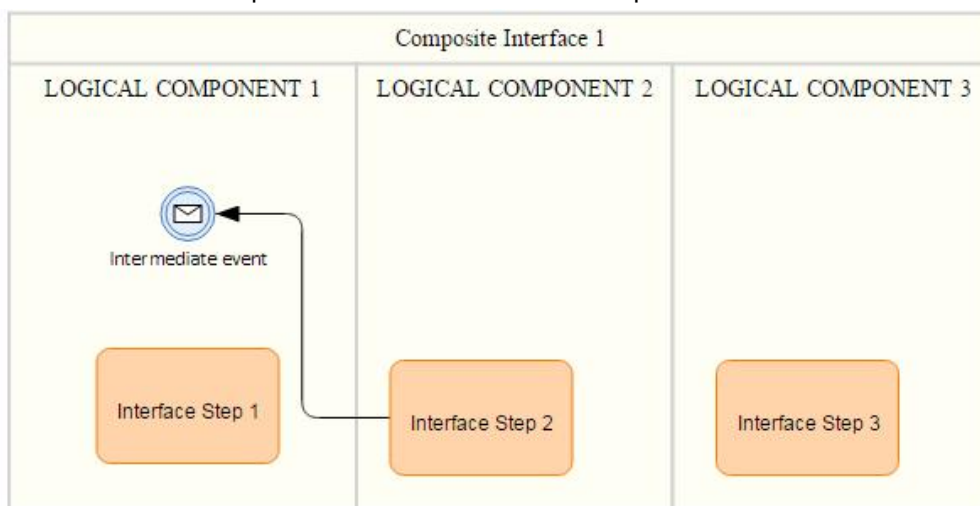 Composite Interface 1
LOGICAL COMPONENT 1
LOGICAL COMPONENT 2
LOGICAL COMPONENT 3
Intermediate event
Interface Step 1
Interface Step 2
Interface Step 3